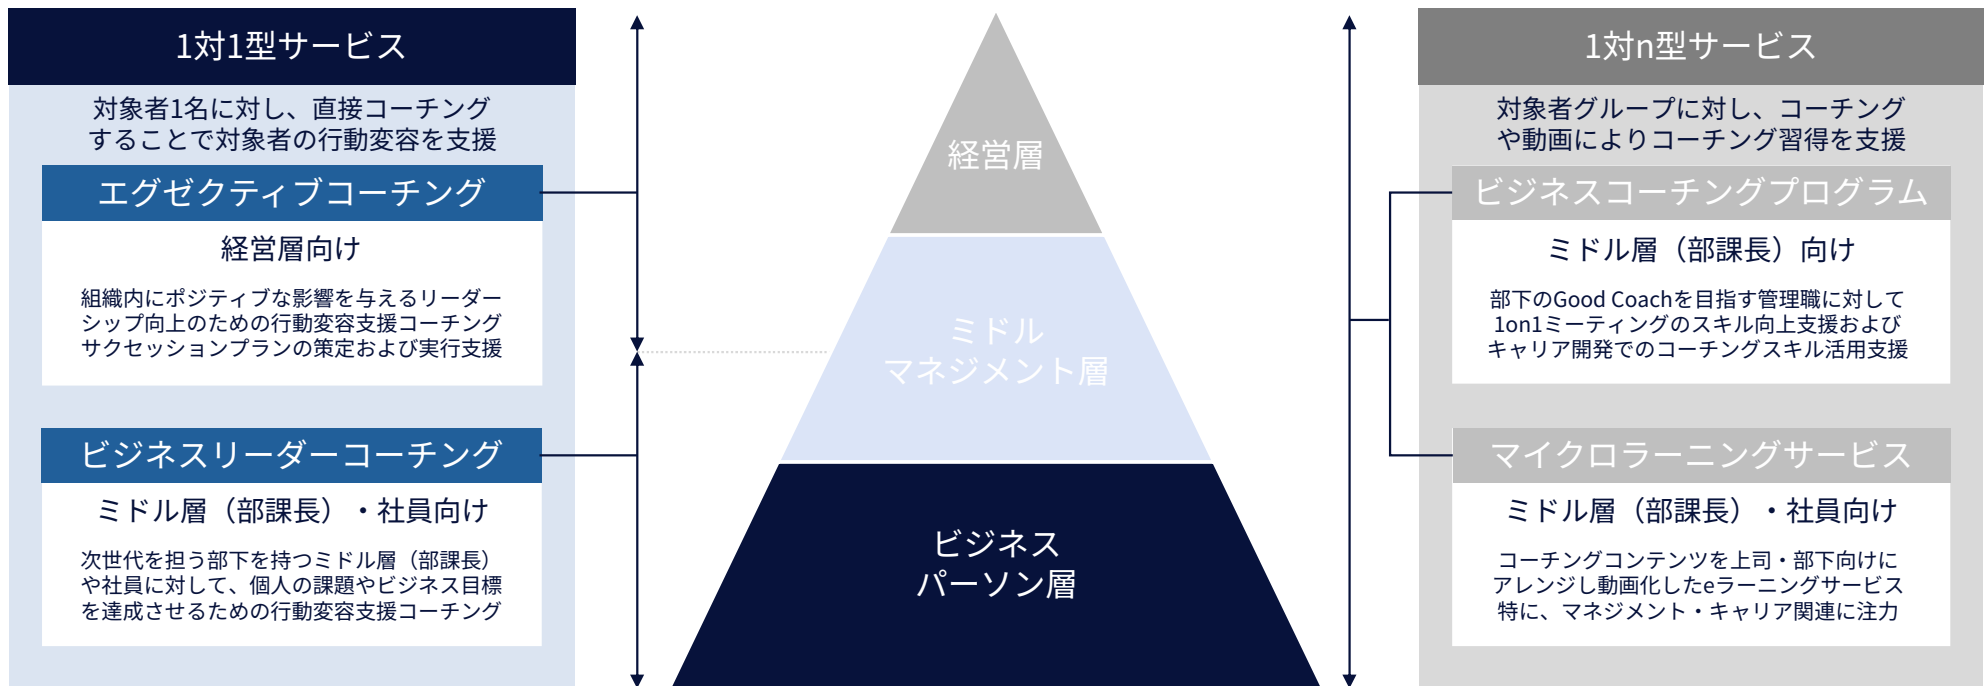 1対1型サービス
対象者1名に対し、直接コーチング
することで対象者の行動変容を支援
エグゼクティブコーチング
経営層向け
組織内にポジティブな影響を与えるリーダー
シップ向上のための行動変容支援コーチング
サクセッションプランの策定および実行支援
ビジネスリーダーコーチング
ミドル層（部課長）・社員向け
次世代を担う部下を持つミドル層（部課長）
や社員に対して、個人の課題やビジネス目標
を達成させるための行動変容支援コーチング
経営層
ミドル
マネジメント層
ビジネス
パーソン層
1対n型サービス
対象者グループに対し、コーチング
や動画によりコーチング習得を支援
ビジネスコーチングプログラム
ミドル層（部課長）向け
部下のGood Coachを目指す管理職に対して
1on1ミーティングのスキル向上支援および
キャリア開発でのコーチングスキル活用支援
マイクロラーニングサービス
ミドル層（部課長）・社員向け
コーチングコンテンツを上司・部下向けに
アレンジし動画化したeラーニングサービス
特に、マネジメント・キャリア関連に注力